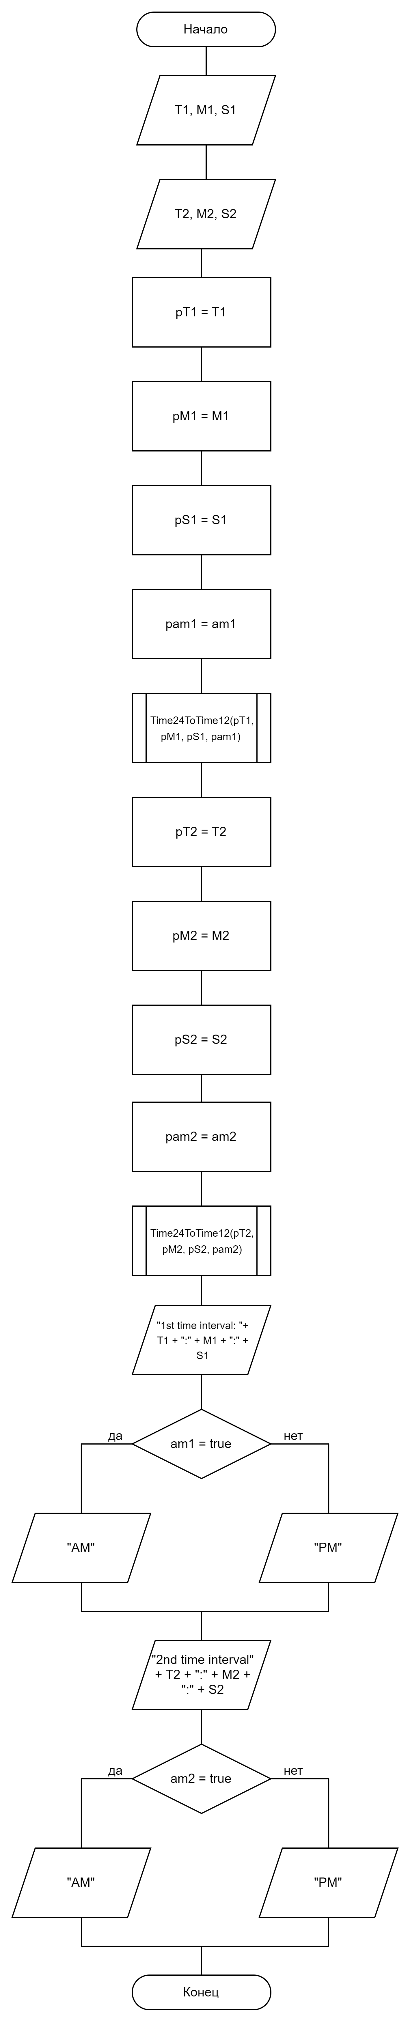 Начало
T1, M1, S1
T2, M2, S2
pT1 = T1
pM1 = M1
pS1 = S1
pam1 = am1
Time24ToTime12(pT1,
pM1, pS1, pam1)
pT2 = T2
pM2 = M2
pS2 = S2
pam2 = am2
Time24ToTime12(pT2,
pM2, pS2, pam2)
"1st time interval: "+
T1 + ":" + M1 + ":" +
S1
да
am1 = true
нет
"AM"
"PM"
"2nd time interval"
+ T2 + ":" + M2 +
":" + S2
да
am2 = true
нет
"AM"
"PM"
Конец